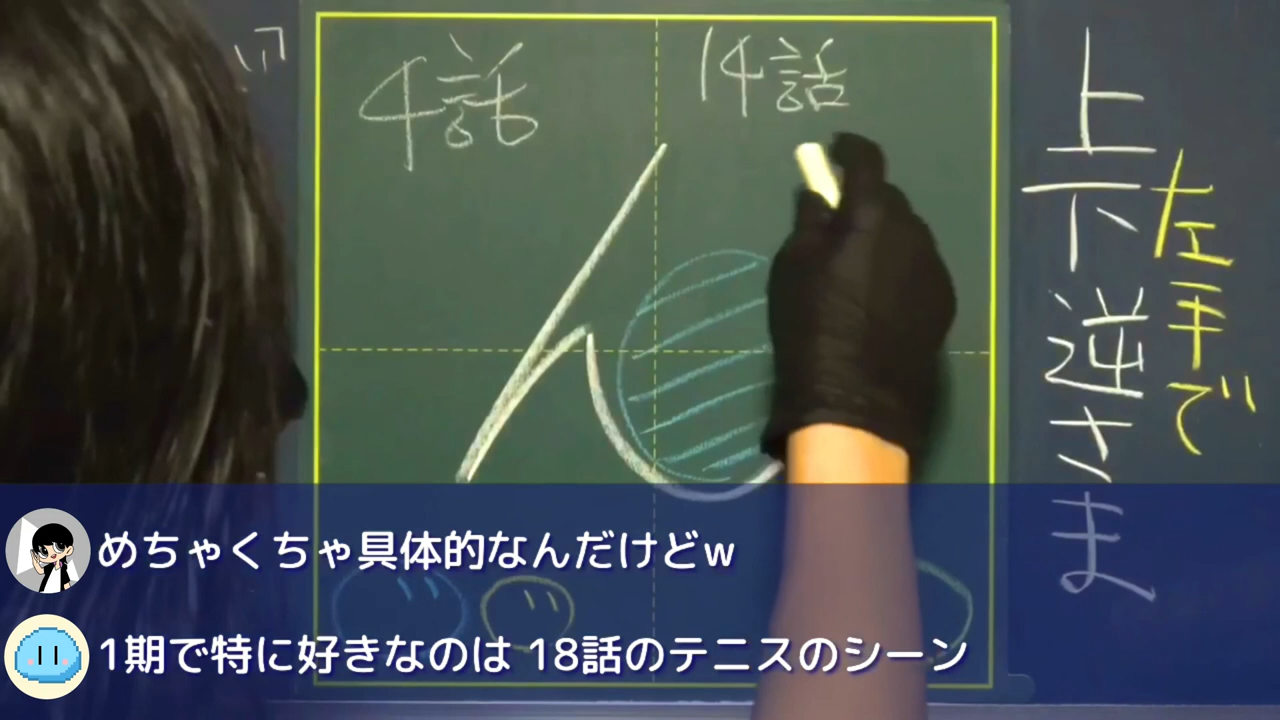 4話
14話
ん
左手で
上下逆さま
めちゃくちゃ具体的なんだけどw
1期で特に好きなのは 18話のテニスのシーン